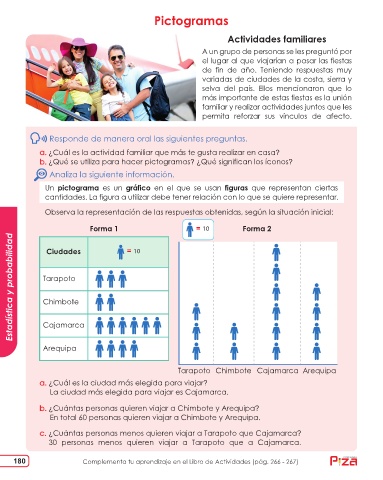 Pictogramas
Actividades familiares
A un grupo de personas se les preguntó por
el lugar al que viajarían a pasar las fiestas
de fin de año. Teniendo respuestas muy
variadas de ciudades de la costa, sierra y
selva del país. Ellos mencionaron que lo
más importante de estas fiestas es la unión
familiar y realizar actividades juntos que les
permita reforzar sus vínculos de afecto.
Responde de manera oral las siguientes preguntas.
a. ¿Cuál es la actividad familiar que más te gusta realizar en casa?
b. ¿Qué se utiliza para hacer pictogramas? ¿Qué significan los íconos?
Analiza la siguiente información.
Un pictograma es un gráfico en el que se usan figuras que representan ciertas
cantidades. La figura a utilizar debe tener relación con lo que se quiere representar.
Observa la representación de las respuestas obtenidas, según la situación inicial:
Forma 1
= 10
Forma 2
Ciudades
= 10
Tarapoto
Chimbote
Cajamarca
Arequipa
Tarapoto Chimbote Cajamarca Arequipa
a. ¿Cuál es la ciudad más elegida para viajar?
La ciudad más elegida para viajar es Cajamarca.
b. ¿Cuántas personas quieren viajar a Chimbote y Arequipa?
En total 60 personas quieren viajar a Chimbote y Arequipa.
c. ¿Cuántas personas menos quieren viajar a Tarapoto que Cajamarca?
30 personas menos quieren viajar a Tarapoto que a Cajamarca.
Estadística y probabilidad
180
Complementa tu aprendizaje en el Libro de Actividades (pág. 266 - 267)